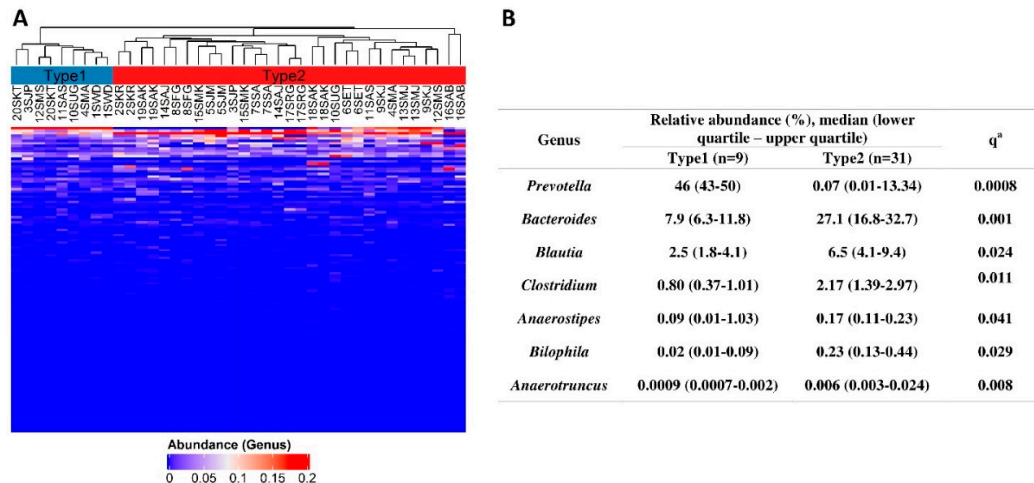 A
Type1 Type2
20SKT
3SJP
12SMS
20SKT
11SAS
10SUG
4SMA
1SWD
1SWD
2SKR
2SKR
19SAK
19SAK
14SAJ
8SFG
8SFG
15SMK
5SJM
5SJM
3SJP
15SMK
7SSA
7SSA
14SAJ
17SRG
17SRG
18SAK
18SAK
10SUG
6SET
6SET
11SAS
9SKJ
4SMA
13SMJ
13SMJ
9SKJ
12SMS
16SAB
16SAB
Abundance (Genus)
0 0.05 0.1 0.15 0.2
B
Genus
Relative abundance (%), median (lower
quartile – upper quartile)
qᵃ
Type1 (n=9) Type2 (n=31)
Prevotella 46 (43-50) 0.07 (0.01-13.34) 0.0008
Bacteroides 7.9 (6.3-11.8) 27.1 (16.8-32.7) 0.001
Blautia 2.5 (1.8-4.1) 6.5 (4.1-9.4) 0.024
Clostridium 0.80 (0.37-1.01) 2.17 (1.39-2.97) 0.011
Anaerostipes 0.09 (0.01-1.03) 0.17 (0.11-0.23) 0.041
Bilophila 0.02 (0.01-0.09) 0.23 (0.13-0.44) 0.029
Anaerotruncus 0.0009 (0.0007-0.002) 0.006 (0.003-0.024) 0.008